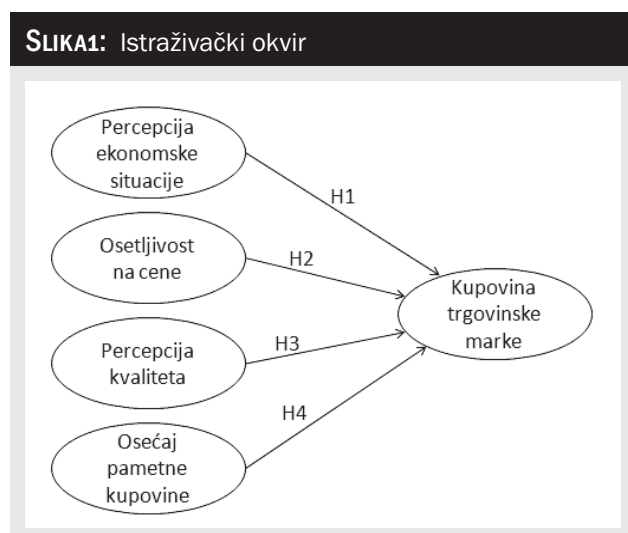 SLIKA1: Istraživački okvir
Percepcija
ekonomske
situacije
H1
Osetljivost
na cene
H2
Kupovina
trgovinske
marke
Percepcija
kvaliteta
H3
H4
Osećaj
pametne
kupovine